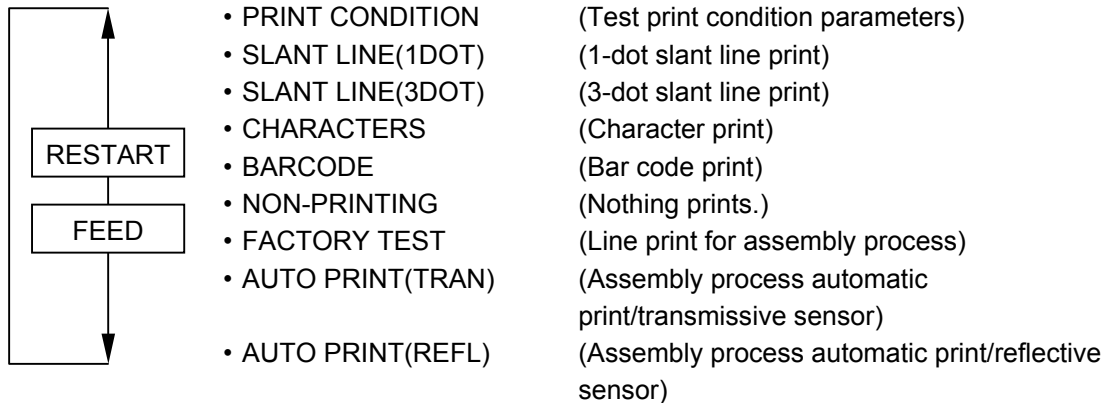 • PRINT CONDITION (Test print condition parameters)
• SLANT LINE(1DOT) (1-dot slant line print)
• SLANT LINE(3DOT) (3-dot slant line print)
• CHARACTERS (Character print)
RESTART
• BARCODE (Bar code print)
• NON-PRINTING (Nothing prints.)
FEED
• FACTORY TEST (Line print for assembly process)
• AUTO PRINT(TRAN) (Assembly process automatic
print/transmissive sensor)
• AUTO PRINT(REFL) (Assembly process automatic print/reflective
sensor)